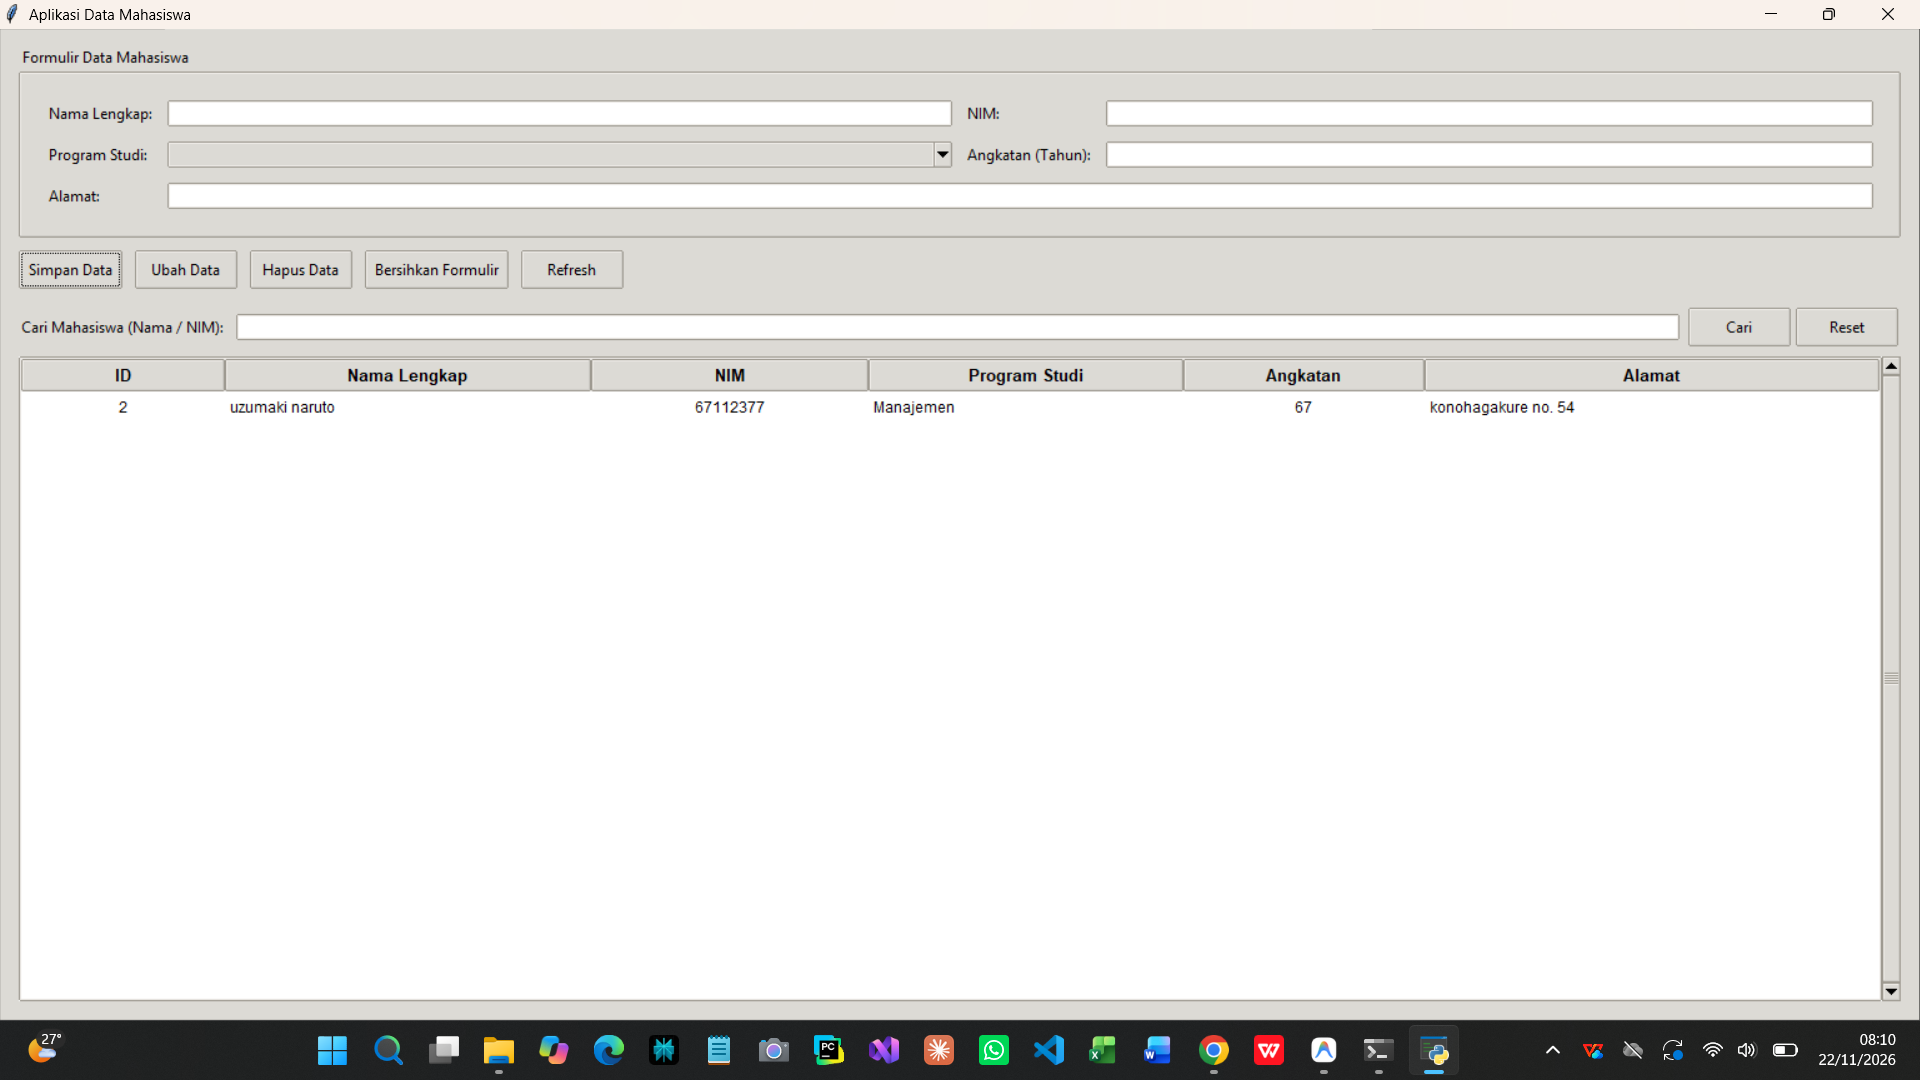 Aplikasi Data Mahasiswa
Formulir Data Mahasiswa
Nama Lengkap: NIM:
Program Studi: Angkatan (Tahun):
Alamat:
Simpan Data Ubah Data Hapus Data Bersihkan Formulir Refresh
Cari Mahasiswa (Nama / NIM): Cari Reset
ID Nama Lengkap NIM Program Studi Angkatan Alamat
2 uzumaki naruto 67112377 Manajemen 67 konohagakure no. 54
27°
PC
W
08:10
22/11/2026